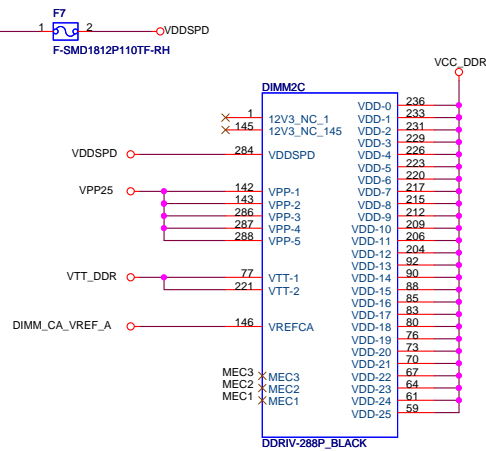 F7
1 2 VDDSPD
F-SMD1812P110TF-RH
VCC_DDR
DIMM2C
1 12V3_NC_1 VDD-0 236
145 12V3_NC_145 VDD-1 233
VDD-2 231
VDD-3 229
VDDSPD 284 VDDSPD VDD-4 226
VDD-5 223
VDD-6 220
VPP25 142 VPP-1 VDD-7 217
143 VPP-2 VDD-8 215
286 VPP-3 VDD-9 212
287 VPP-4 VDD-10 209
288 VPP-5 VDD-11 206
VDD-12 204
VDD-13 92
VTT_DDR 77 VTT-1 VDD-14 90
221 VTT-2 VDD-15 88
VDD-16 85
VDD-17 83
DIMM_CA_VREF_A 146 VREFCA VDD-18 80
VDD-19 76
VDD-20 73
VDD-21 70
MEC3 MEC3 VDD-22 67
MEC2 MEC2 VDD-23 64
MEC1 MEC1 VDD-24 61
VDD-25 59
DDRIV-288P_BLACK